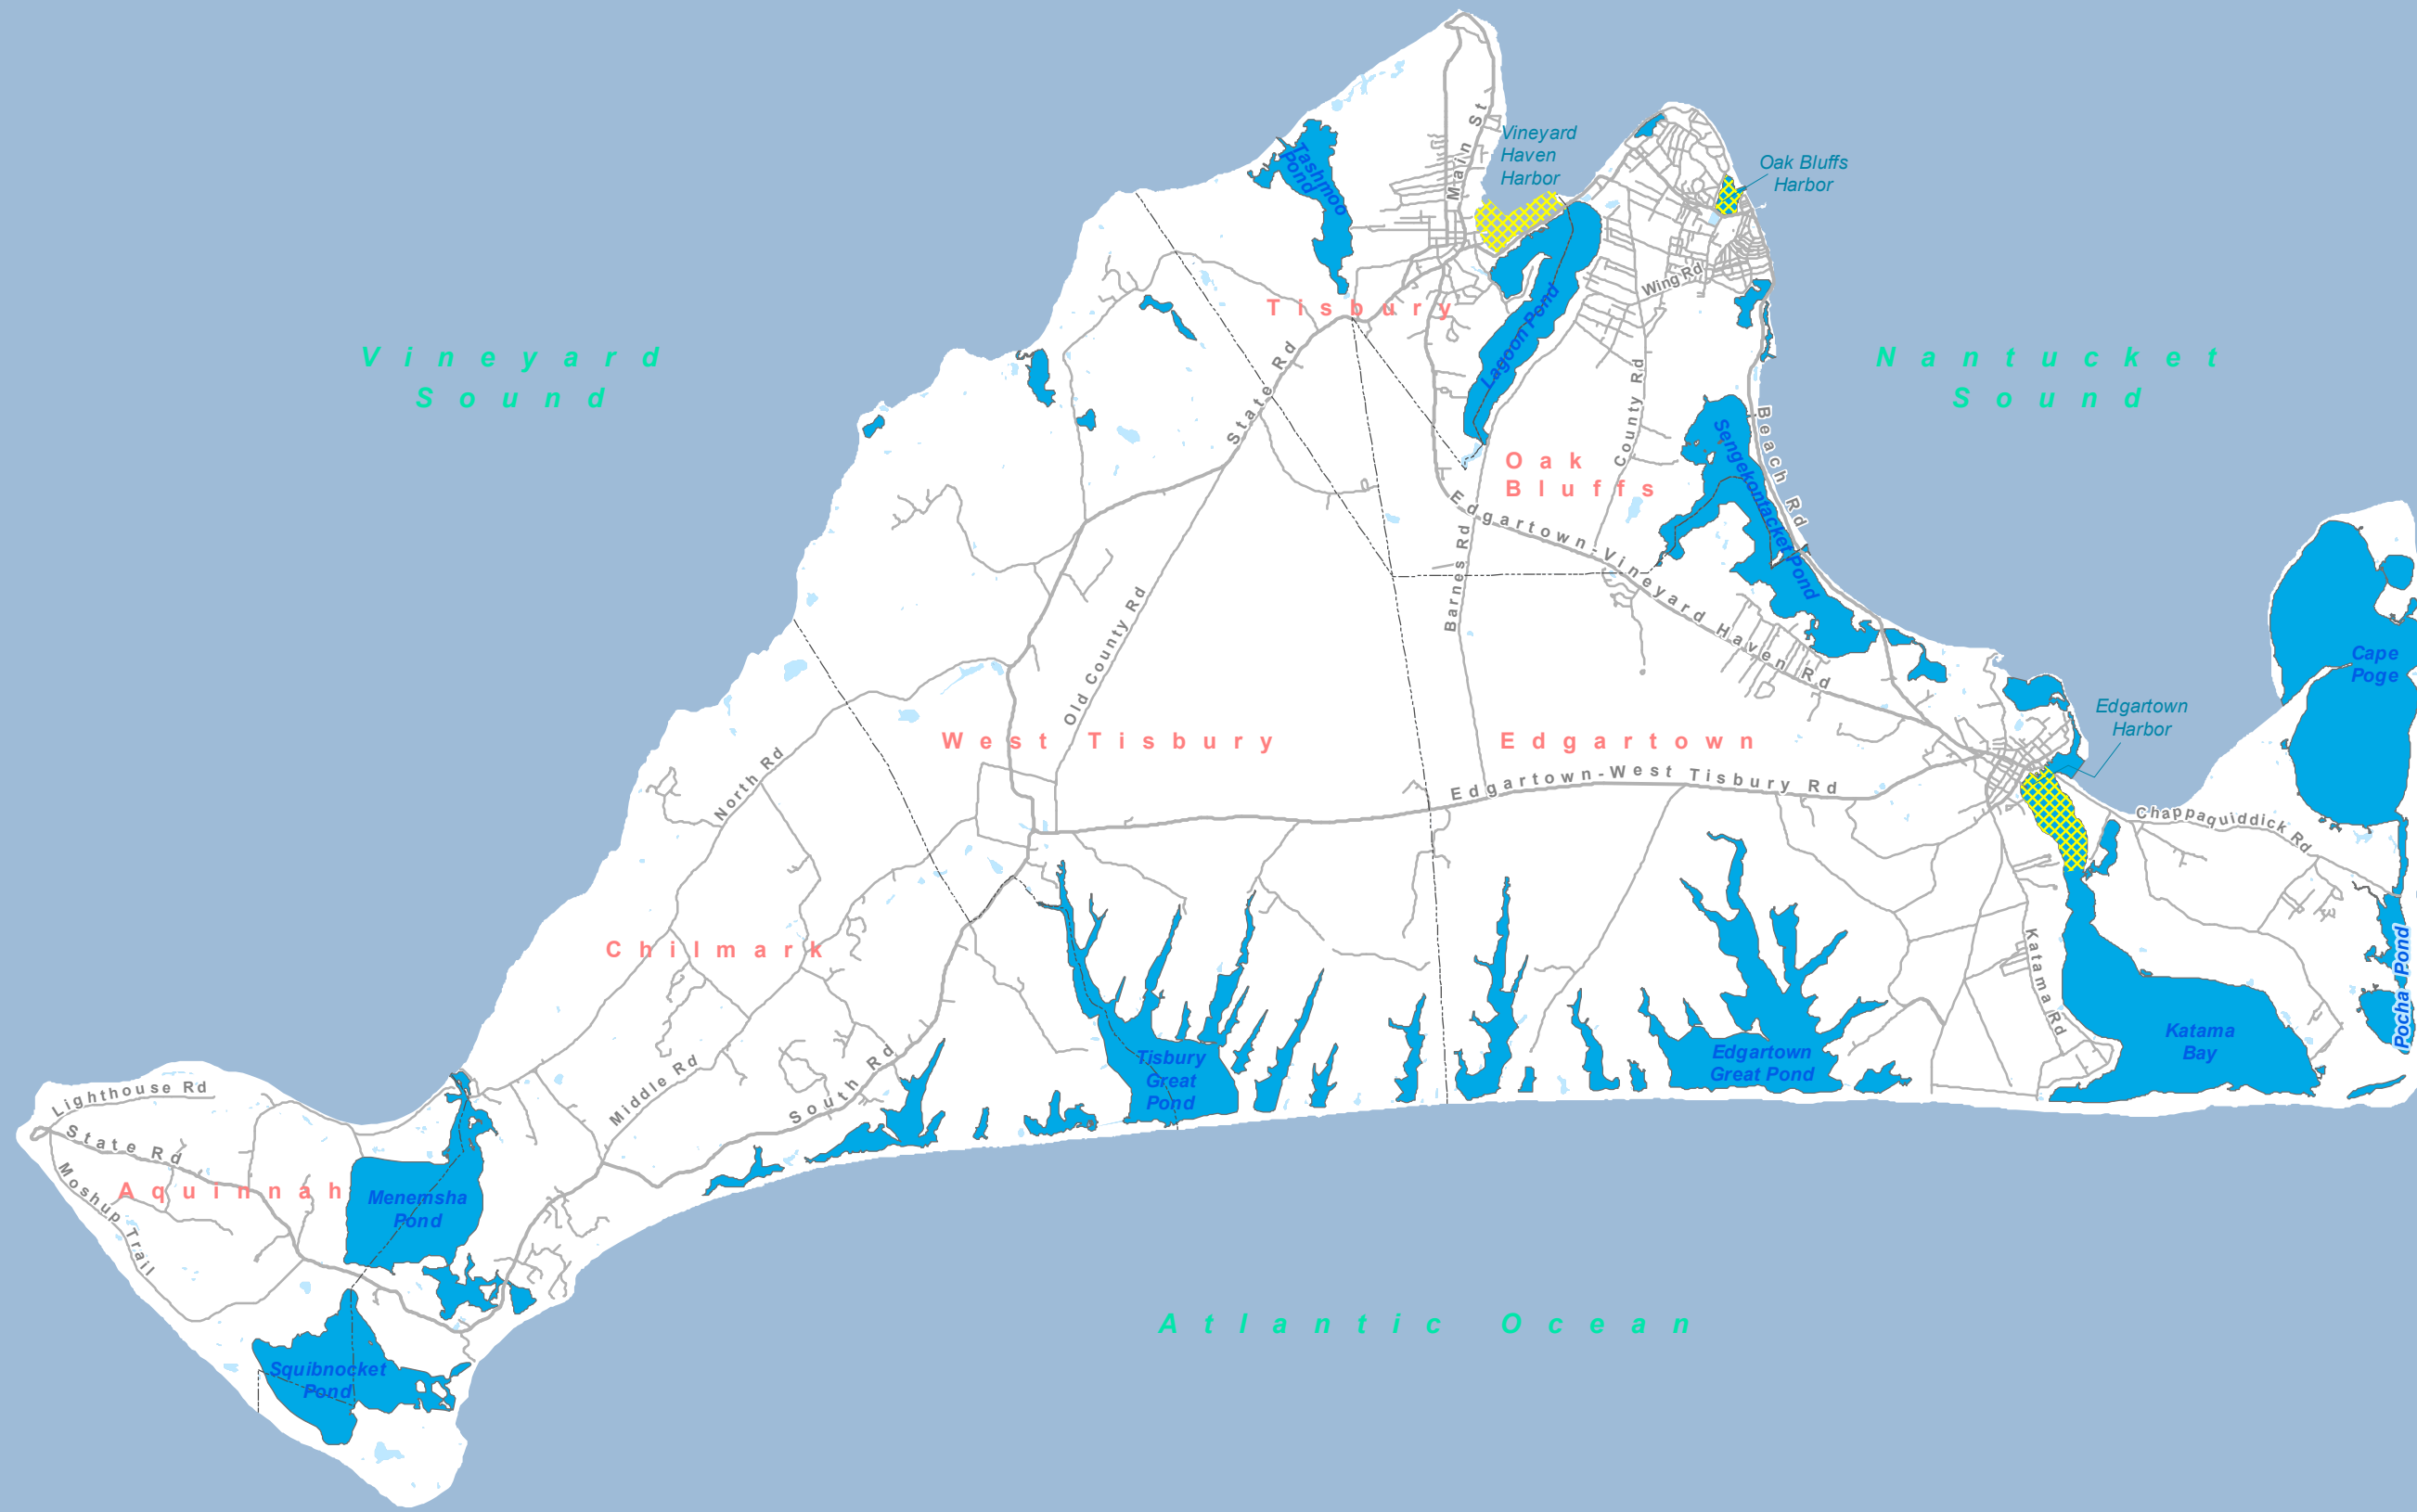 Vineyard
Haven
Harbor
Oak Bluffs
Harbor
Main St
Tashmoo
Pond
Wing Rd
Tisbury
Lagoon Pond
Vineyard
Sound
Nantucket
Sound
State Rd
County Rd
Beach Rd
Oak
Bluffs
Sengekontacket Pond
Edgartown-Vineyard Haven Rd
Barnes Rd
Old County Rd
Cape
Poge
Edgartown
Harbor
West Tisbury
Edgartown
North Rd
Edgartown-West Tisbury Rd
Chappaquiddick Rd
Chilmark
Katama Rd
Pocha Pond
Katama
Bay
Tisbury
Great
Pond
Edgartown
Great Pond
Middle Rd
South Rd
Lighthouse Rd
State Rd
Moshup Trail
Aquinnah
Menemsha
Pond
Atlantic Ocean
Squibnocket
Pond